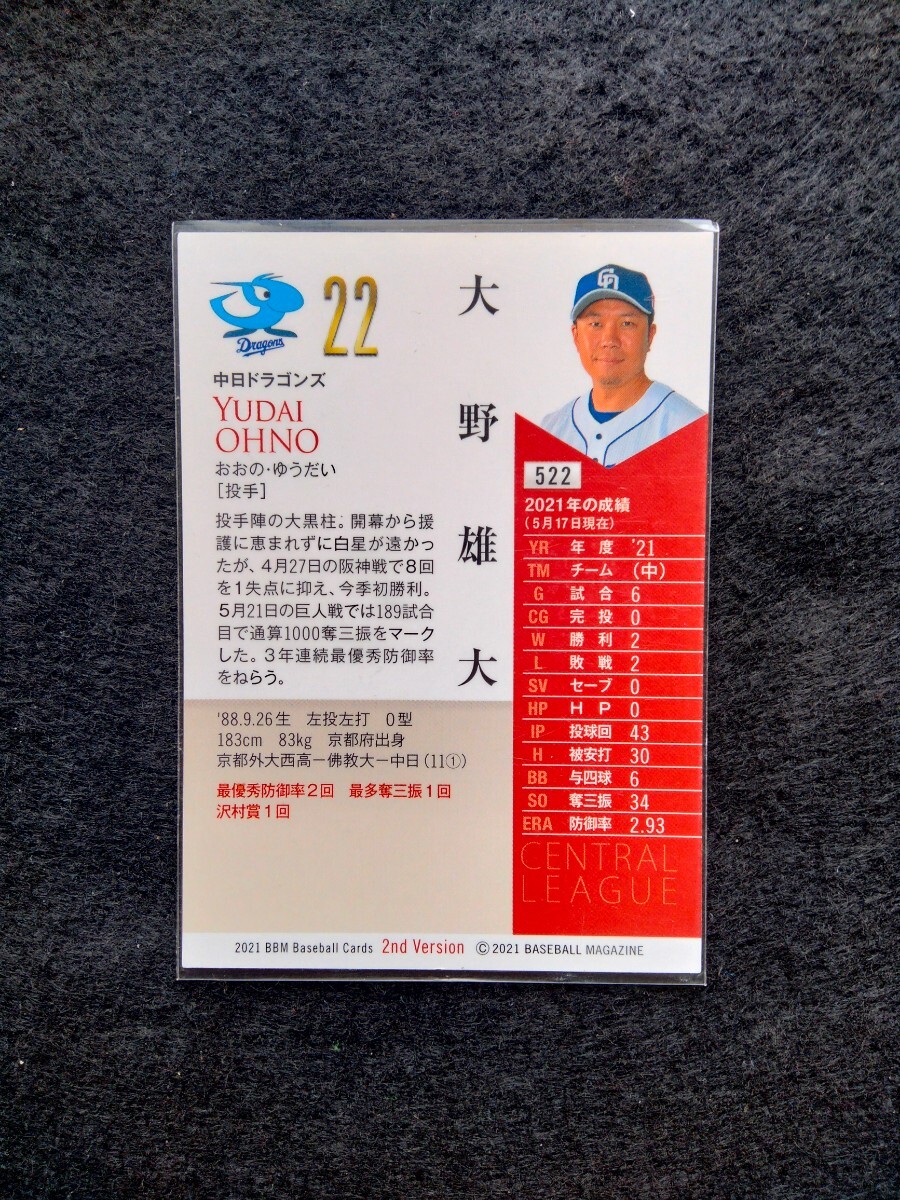 Dragons
22
中日ドラゴンズ
YUDAI
OHNO
おおの・ゆうだい
[投手]
大野雄大
投手陣の大黒柱。開幕から援
護に恵まれずに白星が遠かっ
たが、4月27日の阪神戦で8回
を1失点に抑え、今季初勝利。
5月21日の巨人戦では189試合
目で通算1000奪三振をマーク
した。3年連続最優秀防御率
をねらう。
'88.9.26生 左投左打 O型
183cm 83kg 京都府出身
京都外大西高ー佛教大ー中日(11①)
最優秀防御率2回 最多奪三振1回
沢村賞1回
522
2021年の成績
(5月17日現在)
YR 年度 '21
TM チーム (中)
G 試合 6
CG 完投 0
W 勝利 2
L 敗戦 2
SV セーブ 0
HP HP 0
IP 投球回 43
H 被安打 30
BB 与四球 6
SO 奪三振 34
ERA 防御率 2.93
CENTRAL
LEAGUE
2021 BBM Baseball Cards 2nd Version ©2021 BASEBALL MAGAZINE